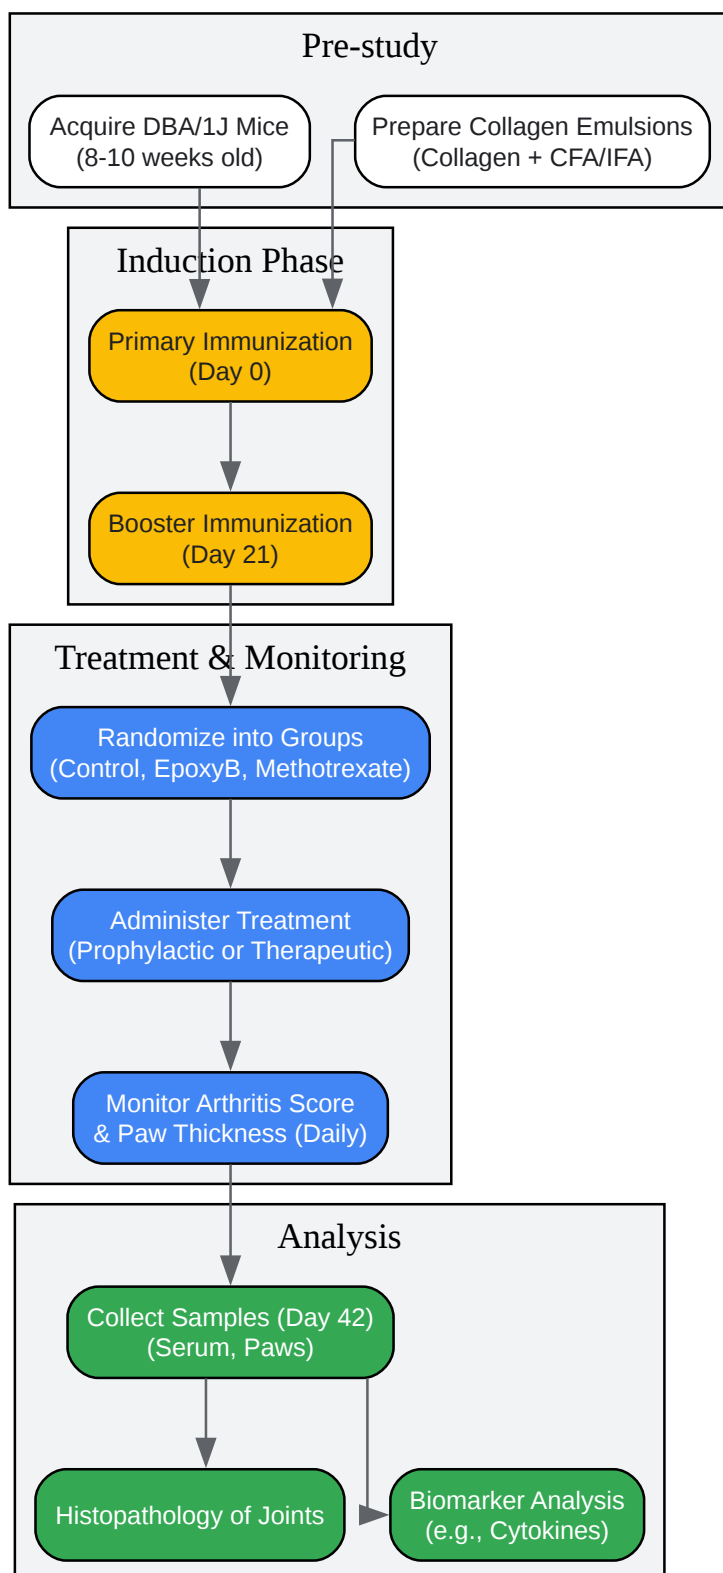 Pre-study
Acquire DBA/1J Mice
(8-10 weeks old)
Prepare Collagen Emulsions
(Collagen + CFA/IFA)
Induction Phase
Primary Immunization
(Day 0)
Booster Immunization
(Day 21)
Treatment & Monitoring
Randomize into Groups
(Control, EpoxyB, Methotrexate)
Administer Treatment
(Prophylactic or Therapeutic)
Monitor Arthritis Score
& Paw Thickness (Daily)
Analysis
Collect Samples (Day 42)
(Serum, Paws)
Histopathology of Joints
Biomarker Analysis
(e.g., Cytokines)